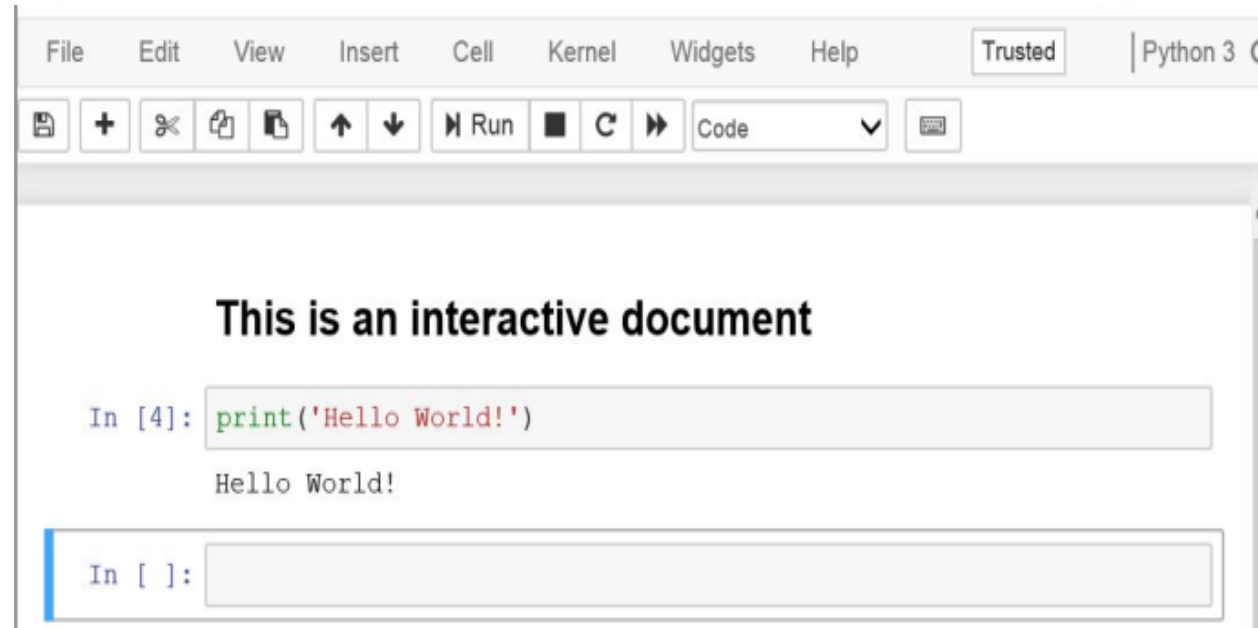 File Edit View Insert Cell Kernel Widgets Help Trusted Python 3
Run Code
This is an interactive document
In [4]: print('Hello World!')
Hello World!
In [ ]: